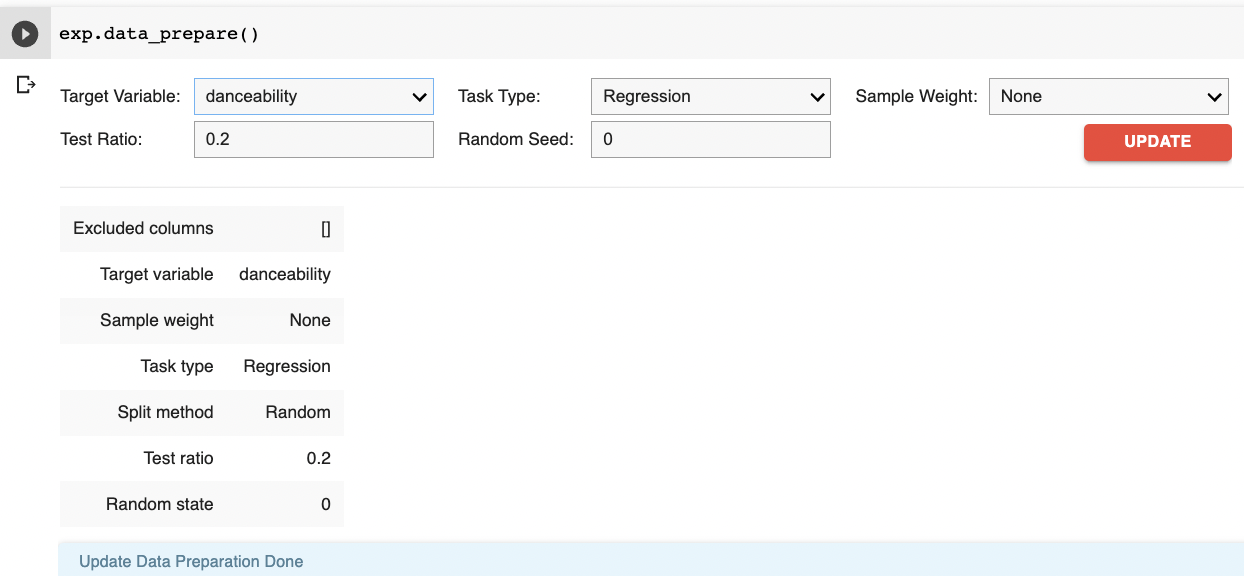 exp.data_prepare()
Target Variable: danceability Task Type: Regression Sample Weight: None
Test Ratio: 0.2 Random Seed: 0 UPDATE
Excluded columns []
Target variable danceability
Sample weight None
Task type Regression
Split method Random
Test ratio 0.2
Random state 0
Update Data Preparation Done